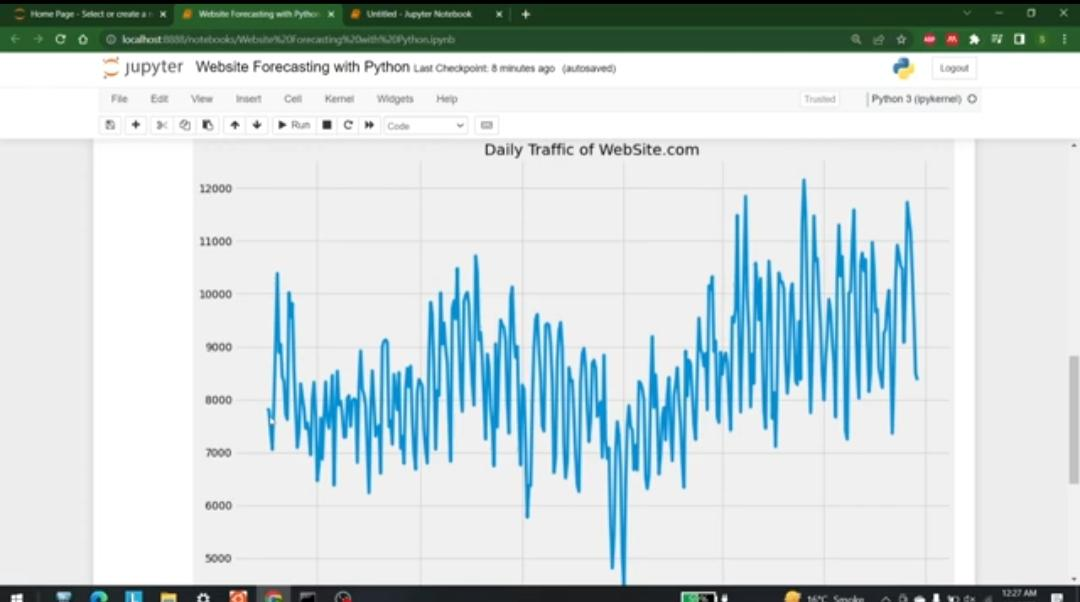 Home Page - Select or create a n
Website Forecasting with Python
Untitled - Jupyter Notebook
localhost:8888/notebooks/Website%20Forecasting%20with%20Python.ipynb
jupyter Website Forecasting with Python Last Checkpoint: 8 minutes ago (autosaved)
Logout
File Edit View Insert Cell Kernel Widgets Help
Trusted Python 3 (ipykernel)
Run Code
Daily Traffic of WebSite.com
12000
11000
10000
9000
8000
7000
6000
5000
16°C Smoke 12:27 AM